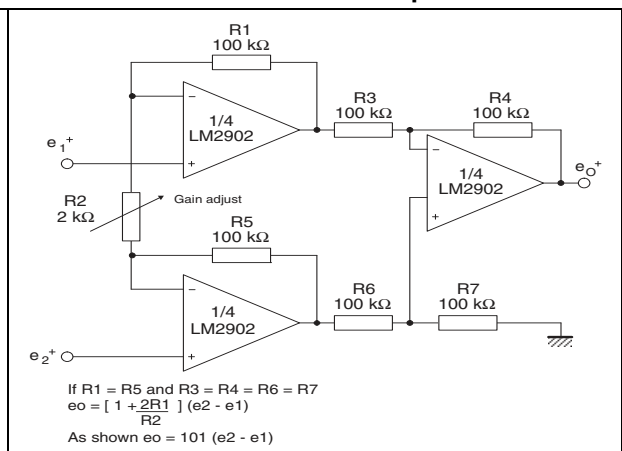 R1
100 kΩ
R3
100 kΩ
R4
100 kΩ
1/4
LM2902
e1+
1/4
LM2902
eO+
R2
2 kΩ
Gain adjust
R5
100 kΩ
R6
100 kΩ
R7
100 kΩ
1/4
LM2902
e2+
If R1 = R5 and R3 = R4 = R6 = R7
eo = [ 1 + 2R1/R2 ] (e2 - e1)
As shown eo = 101 (e2 - e1)